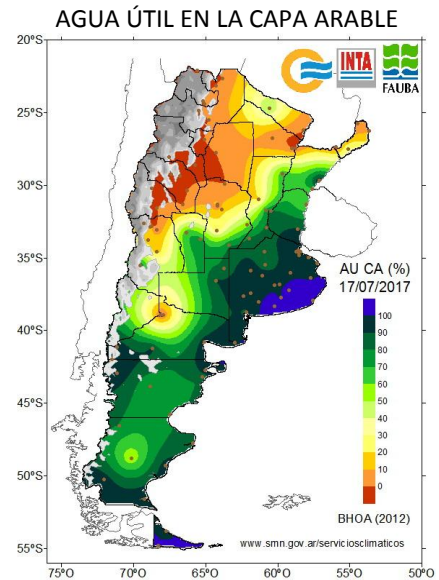 AGUA ÚTIL EN LA CAPA ARABLE
20°S
INTA
FAUBA
25°S
30°S
35°S
AU CA (%)
17/07/2017
100
90
80
70
60
50
40
30
20
10
0
40°S
45°S
50°S
BHOA (2012)
www.smn.gov.ar/serviciosclimaticos
55°S
75°O 70°O 65°O 60°O 55°O 50°O